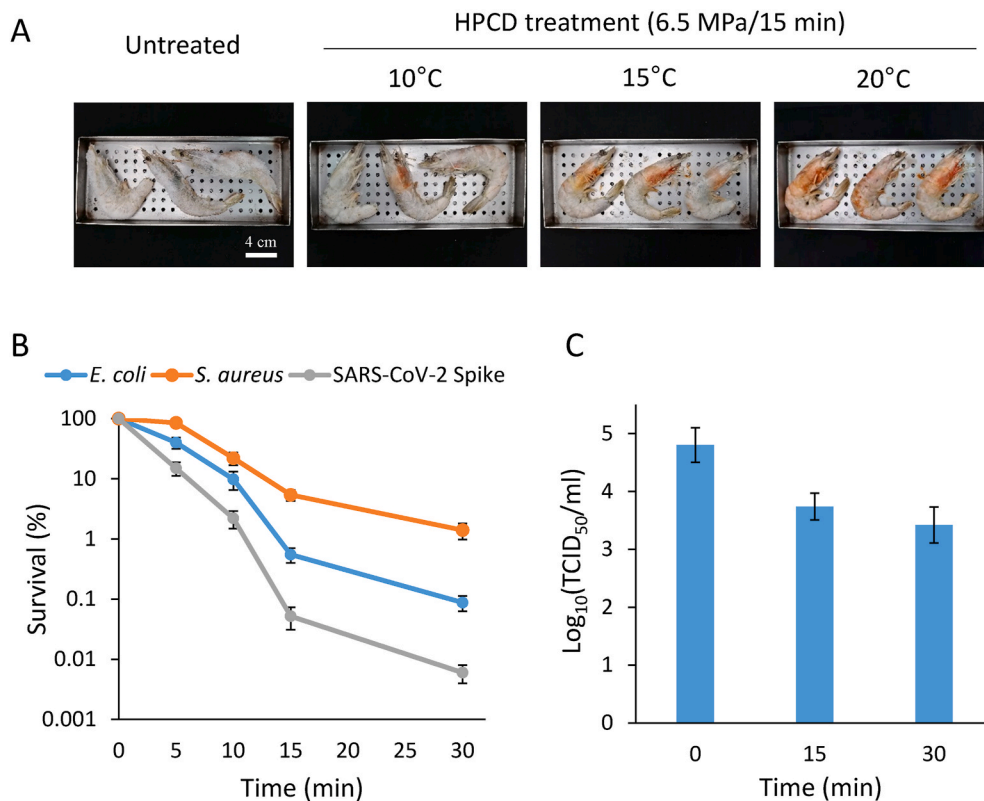 A
Untreated
HPCD treatment (6.5 MPa/15 min)
10°C
15°C
20°C
4 cm
B
E. coli
S. aureus
SARS-CoV-2 Spike
Survival (%)
100
10
1
0.1
0.01
0.001
0
5
10
15
20
25
30
Time (min)
C
Log10(TCID50/ml)
5
4
3
2
1
0
0
15
30
Time (min)